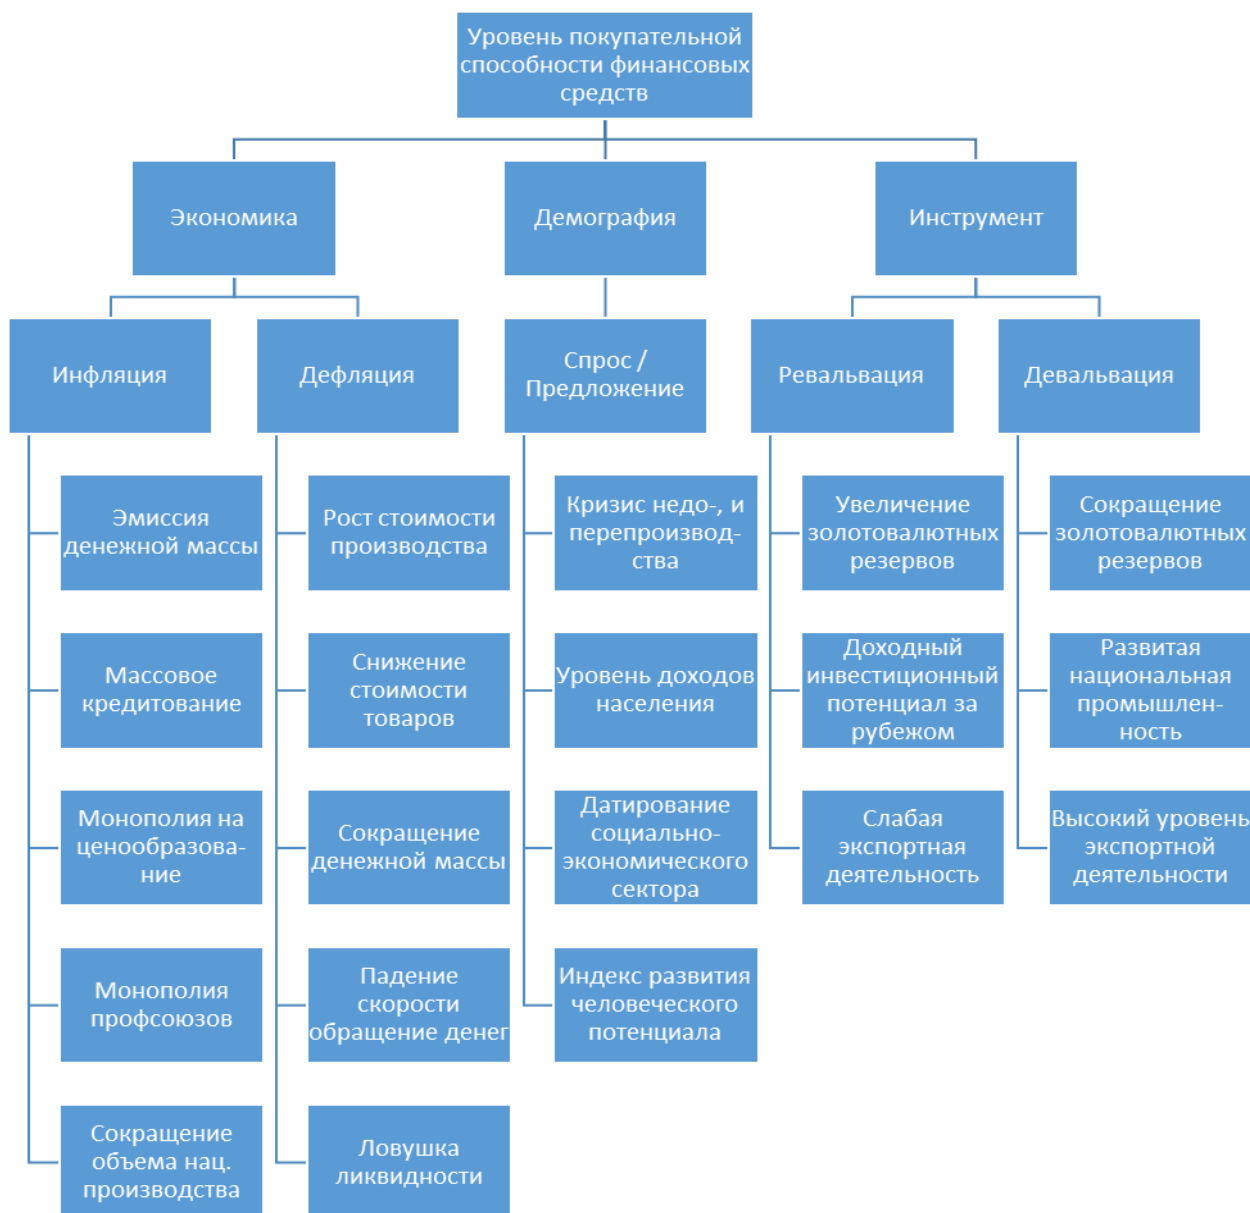 Уровень покупательной
способности финансовых
средств
Экономика
Демография
Инструмент
Инфляция
Дефляция
Спрос /
Предложение
Ревальвация
Девальвация
Эмиссия
денежной массы
Массовое
кредитование
Монополия на
ценообразова-
ние
Монополия
профсоюзов
Сокращение
объема нац.
производства
Рост стоимости
производства
Снижение
стоимости
товаров
Сокращение
денежной массы
Падение
скорости
обращение денег
Ловушка
ликвидности
Кризис недо-, и
перепроизвод-
ства
Уровень доходов
населения
Датирование
социально-
экономического
сектора
Индекс развития
человеческого
потенциала
Увеличение
золотовалютных
резервов
Доходный
инвестиционный
потенциал за
рубежом
Слабая
экспортная
деятельность
Сокращение
золотовалютных
резервов
Развитая
национальная
промышлен-
ность
Высокий уровень
экспортной
деятельности